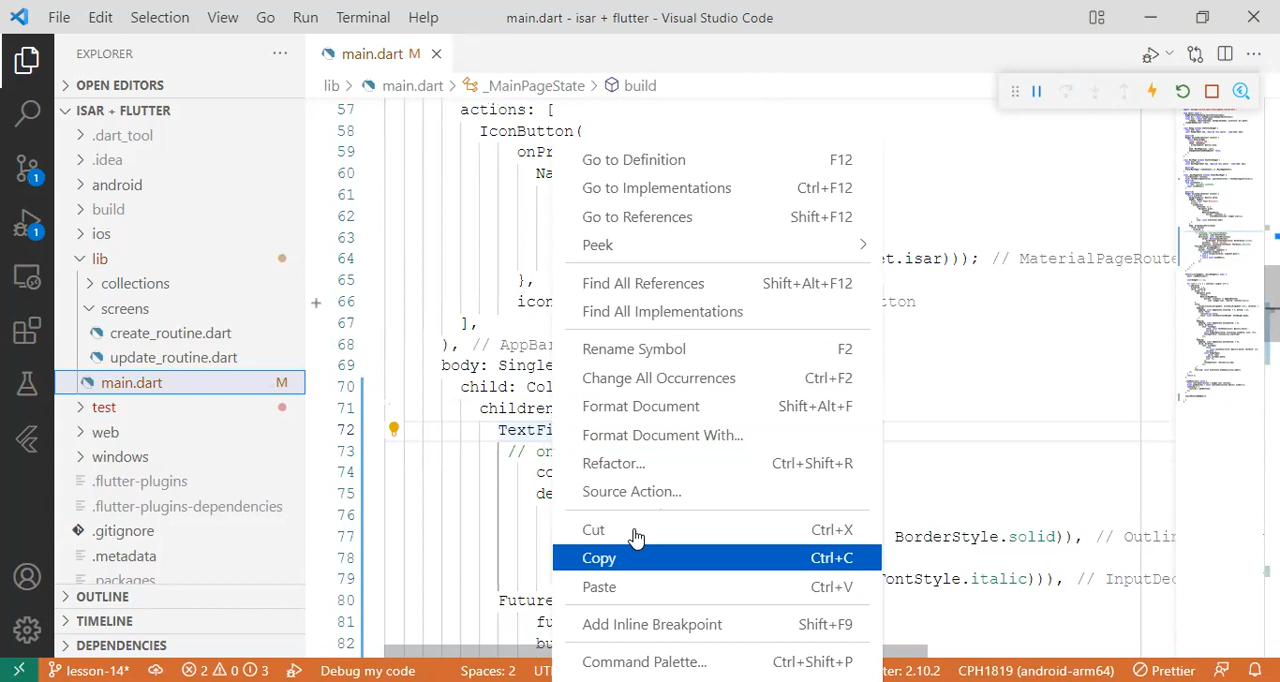 File Edit Selection View Go Run Terminal Help main.dart - isar + flutter - Visual Studio Code
EXPLORER
OPEN EDITORS
ISAR + FLUTTER
.dart_tool
.idea
android
build
ios
lib
collections
screens
create_routine.dart
update_routine.dart
main.dart M
test
web
windows
.flutter-plugins
.flutter-plugins-dependencies
.gitignore
.metadata
.packages
OUTLINE
TIMELINE
DEPENDENCIES
main.dart M
lib > main.dart > _MainPageState > build
57 actions: [
58 IconButton(
59 onPr
60 Na
61
62
63
64 et.isar))); // MaterialPageRoute
65 ),
66 icon
67 ],
68 ), // AppBa
69 body: Single
70 child: Col
71 children
72 TextFi
73 // on
74 co
75 de
76
77 BorderStyle.solid)), // Outlin
78
79 ontStyle.italic))), // InputDec
80 Future
81 fu
82 bu
Go to Definition F12
Go to Implementations Ctrl+F12
Go to References Shift+F12
Peek
Find All References Shift+Alt+F12
Find All Implementations
Rename Symbol F2
Change All Occurrences Ctrl+F2
Format Document Shift+Alt+F
Format Document With...
Refactor... Ctrl+Shift+R
Source Action...
Cut Ctrl+X
Copy Ctrl+C
Paste Ctrl+V
Add Inline Breakpoint Shift+F9
Command Palette... Ctrl+Shift+P
1
1
lesson-14* 2 0 3 Debug my code Spaces: 2 UT ter: 2.10.2 CPH1819 (android-arm64) Prettier